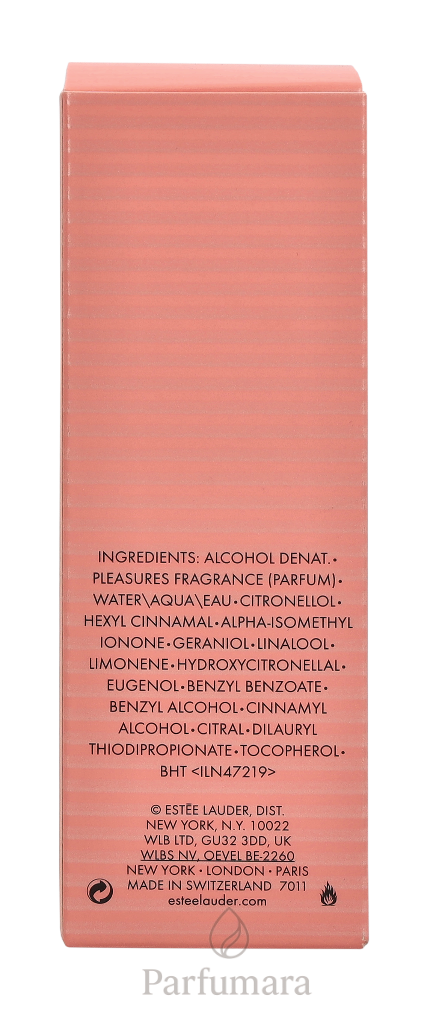 INGREDIENTS: ALCOHOL DENAT.•
PLEASURES FRAGRANCE (PARFUM)•
WATER\AQUA\EAU•CITRONELLOL•
HEXYL CINNAMAL•ALPHA-ISOMETHYL
IONONE•GERANIOL•LINALOOL•
LIMONENE•HYDROXYCITRONELLAL•
EUGENOL•BENZYL BENZOATE•
BENZYL ALCOHOL•CINNAMYL
ALCOHOL•CITRAL•DILAURYL
THIODIPROPIONATE•TOCOPHEROL•
BHT <ILN47219>
© ESTĒE LAUDER, DIST.
NEW YORK, N.Y. 10022
WLB LTD, GU32 3DD, UK
WLBS NV, OEVEL BE-2260
NEW YORK • LONDON • PARIS
MADE IN SWITZERLAND 7011
esteelauder.com
Parfumara